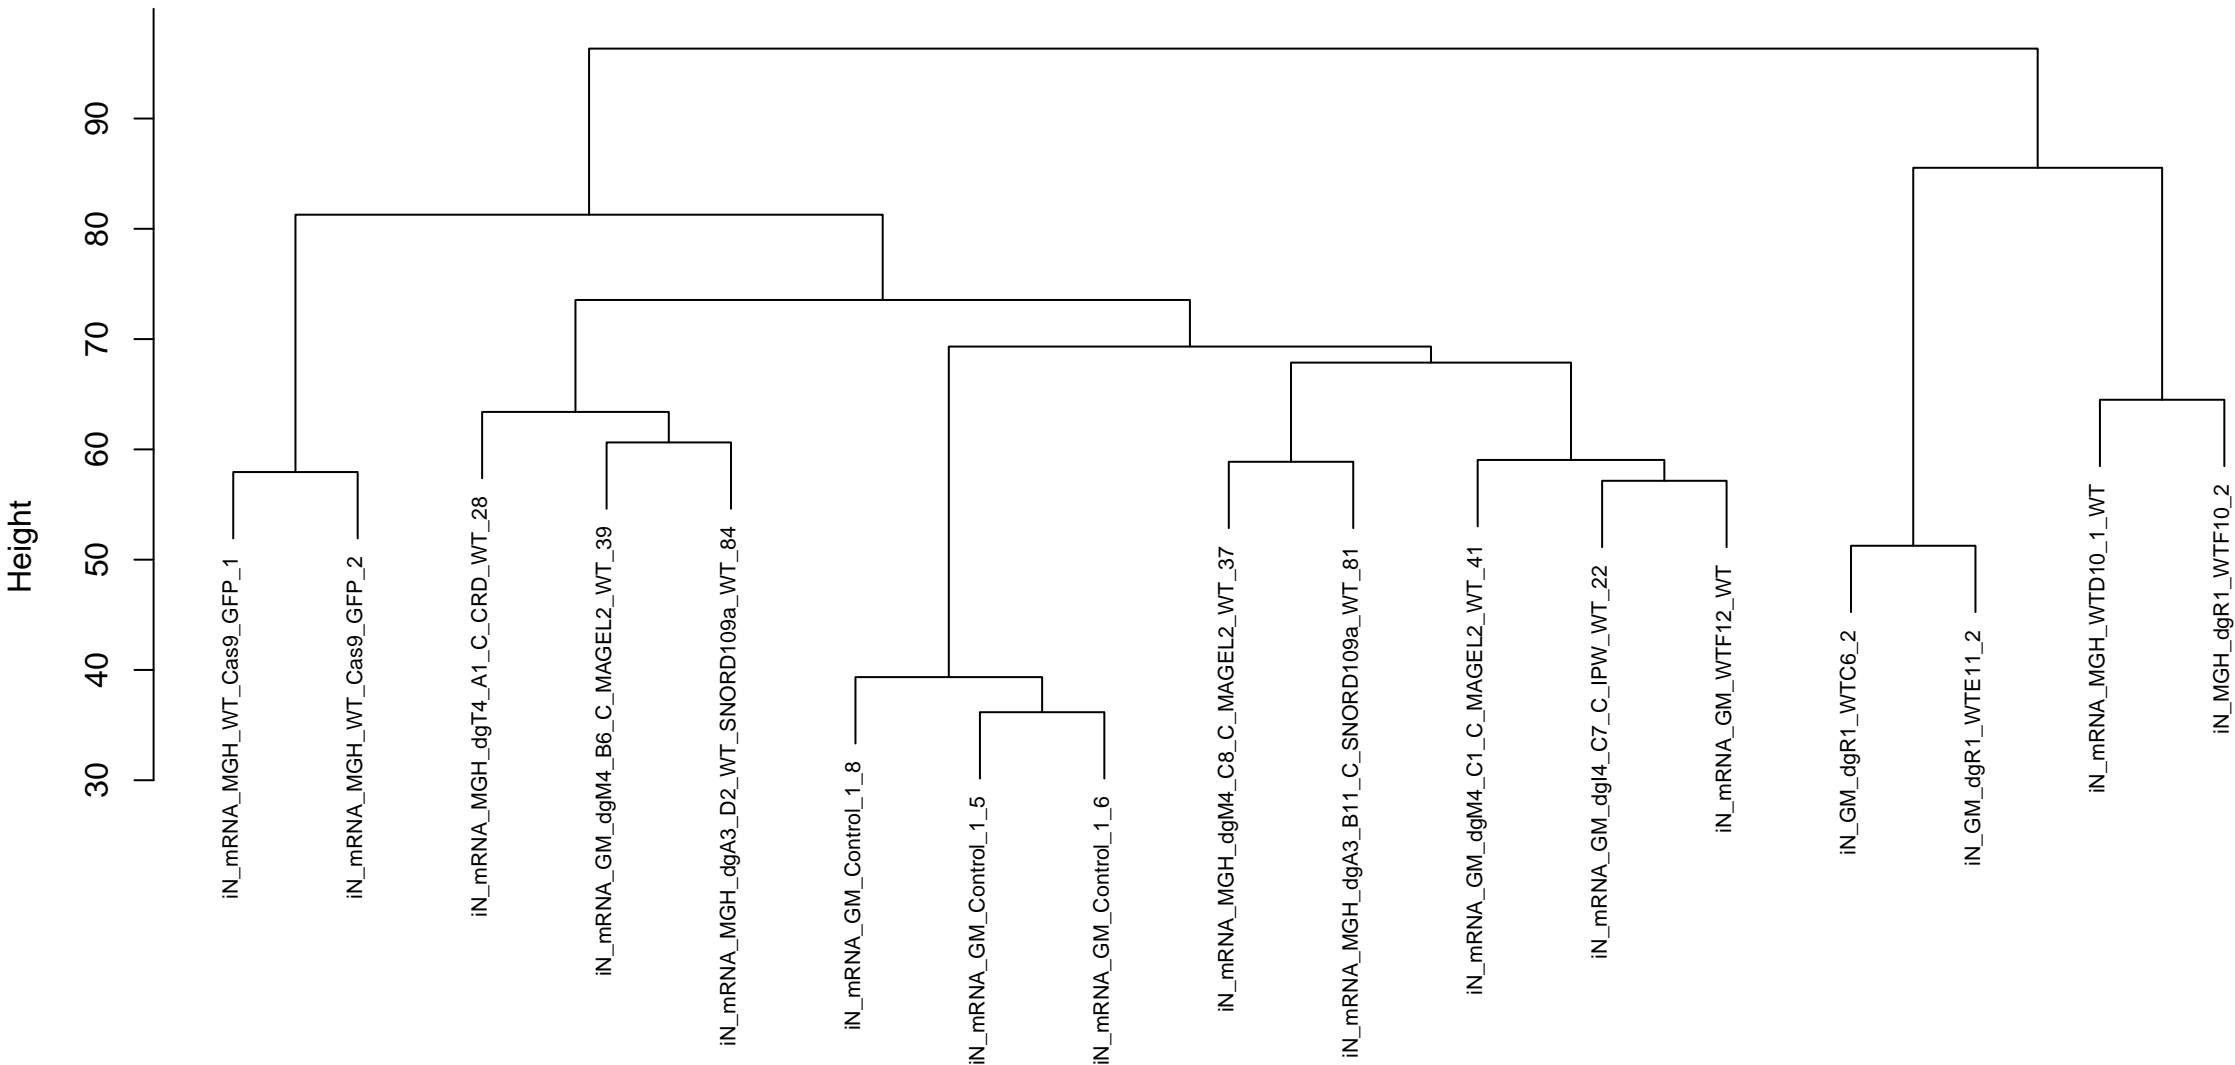 Height
90
80
70
60
50
40
30
iN_mRNA_MGH_WT_Cas9_GFP_1
iN_mRNA_MGH_WT_Cas9_GFP_2
iN_mRNA_MGH_dgT4_A1_C_CRD_WT_28
iN_mRNA_GM_dgM4_B6_C_MAGEL2_WT_39
iN_mRNA_MGH_dgA3_D2_WT_SNORD109a_WT_84
iN_mRNA_GM_Control_1_8
iN_mRNA_GM_Control_1_5
iN_mRNA_GM_Control_1_6
iN_mRNA_MGH_dgM4_C8_C_MAGEL2_WT_37
iN_mRNA_MGH_dgA3_B11_C_SNORD109a_WT_81
iN_mRNA_GM_dgM4_C1_C_MAGEL2_WT_41
iN_mRNA_GM_dgI4_C7_C_IPW_WT_22
iN_mRNA_GM_WTF12_WT
iN_GM_dgR1_WTC6_2
iN_GM_dgR1_WTE11_2
iN_mRNA_MGH_WTD10_1_WT
iN_MGH_dgR1_WTF10_2